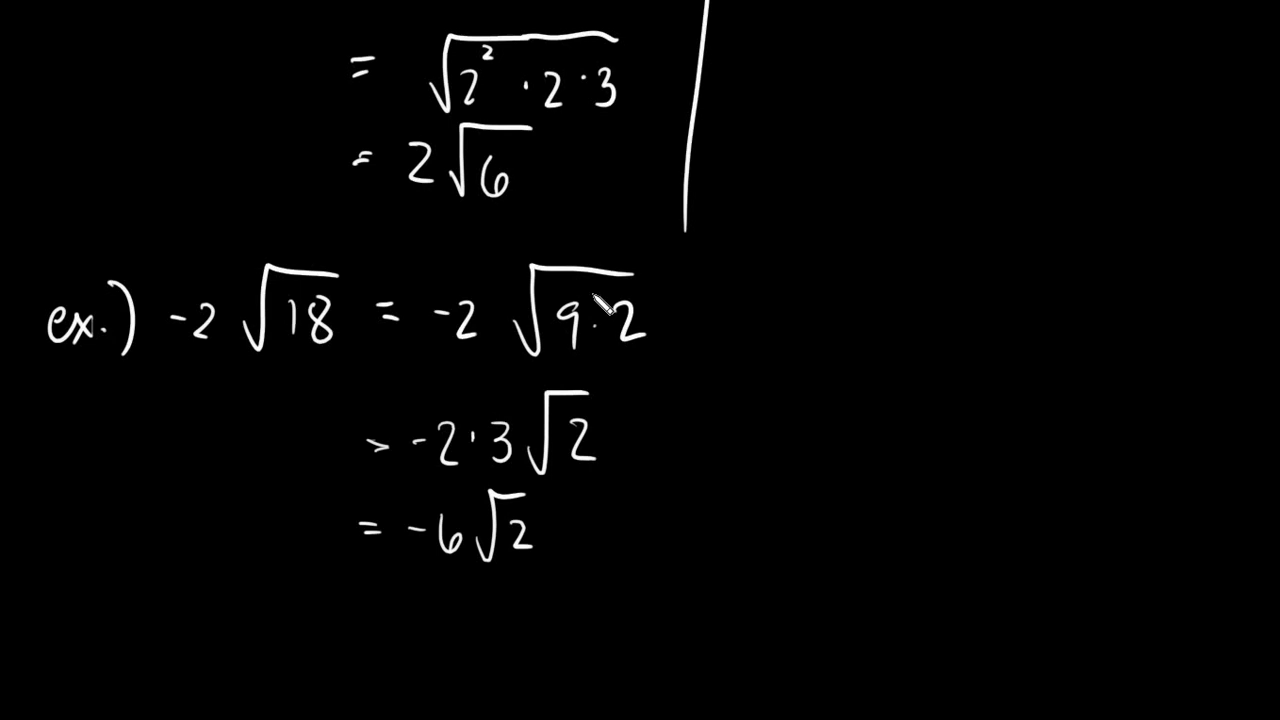 = √(2² · 2 · 3)
= 2√6
ex.) -2√18 = -2√(9·2)
> -2·3√2
= -6√2